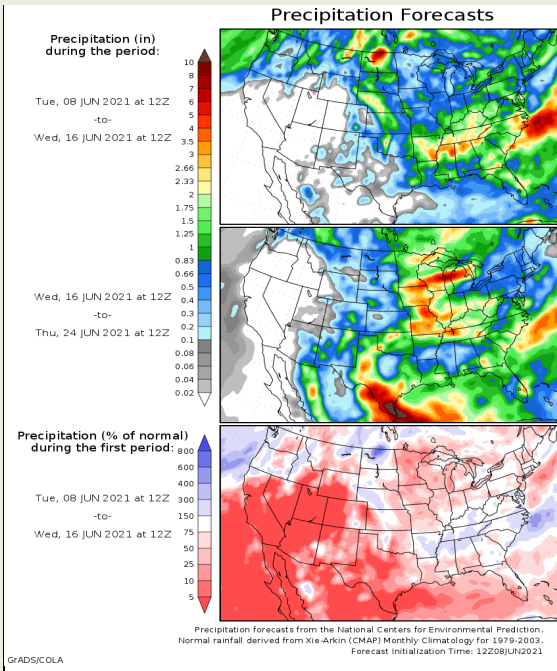 Precipitation Forecasts
Precipitation (in)
during the period:
Tue, 08 JUN 2021 at 12Z
-to-
Wed, 16 JUN 2021 at 12Z
10
8
7
6
5
4
3.5
3
2.66
2.33
2
1.75
1.5
1.25
1
0.83
0.66
0.5
0.4
0.3
0.2
0.1
0.08
0.06
0.04
0.02
Wed, 16 JUN 2021 at 12Z
-to-
Thu, 24 JUN 2021 at 12Z
Precipitation (% of normal)
during the first period:
Tue, 08 JUN 2021 at 12Z
-to-
Wed, 16 JUN 2021 at 12Z
800
600
400
300
150
75
50
25
10
5
Precipitation forecasts from the National Centers for Environmental Prediction.
Normal rainfall derived from Xie-Arkin (CMAP) Monthly Climatology for 1979-2003.
Forecast Initialization Time: 12Z08JUN2021
GrADS/COLA